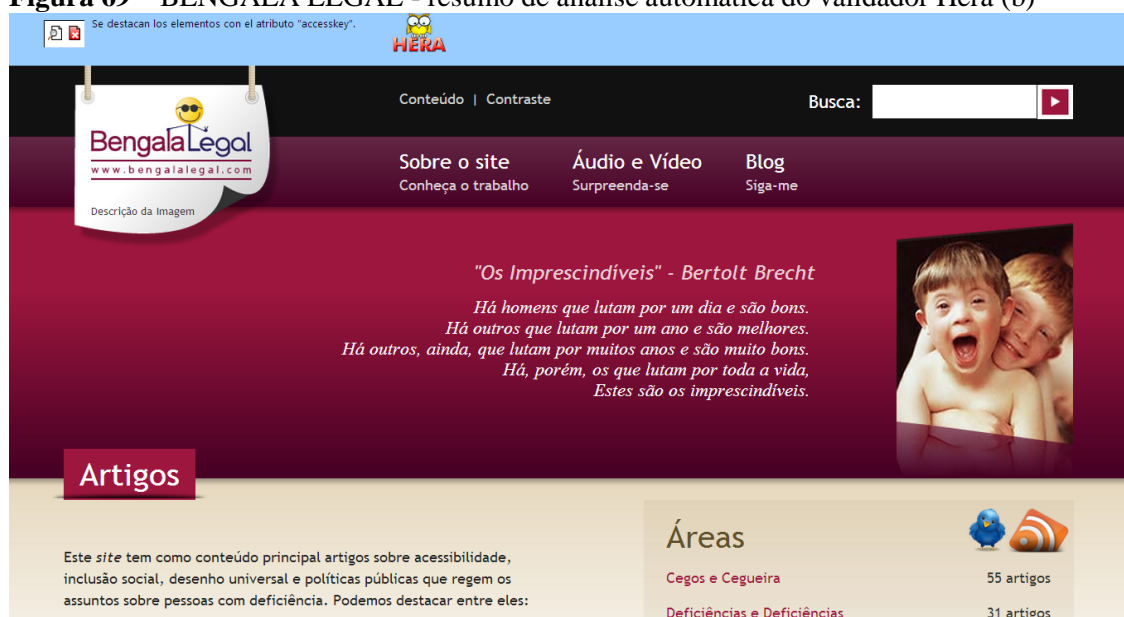 Figura 69 – BENGALA LEGAL - resumo de análise automática do validador Hera (b)
Se destacan los elementos con el atributo "accesskey".
HERA
Conteúdo | Contraste
Busca:
BengalaLegal
www.bengalalegal.com
Descrição da Imagem
Sobre o site
Conheça o trabalho
Áudio e Vídeo
Surpreenda-se
Blog
Siga-me
"Os Imprescindíveis" - Bertolt Brecht
Há homens que lutam por um dia e são bons.
Há outros que lutam por um ano e são melhores.
Há outros, ainda, que lutam por muitos anos e são muito bons.
Há, porém, os que lutam por toda a vida,
Estes são os imprescindíveis.
Artigos
Este site tem como conteúdo principal artigos sobre acessibilidade,
inclusão social, desenho universal e políticas públicas que regem os
assuntos sobre pessoas com deficiência. Podemos destacar entre eles:
Áreas
Cegos e Cegueira 55 artigos
Deficiências e Deficiências 31 artigos